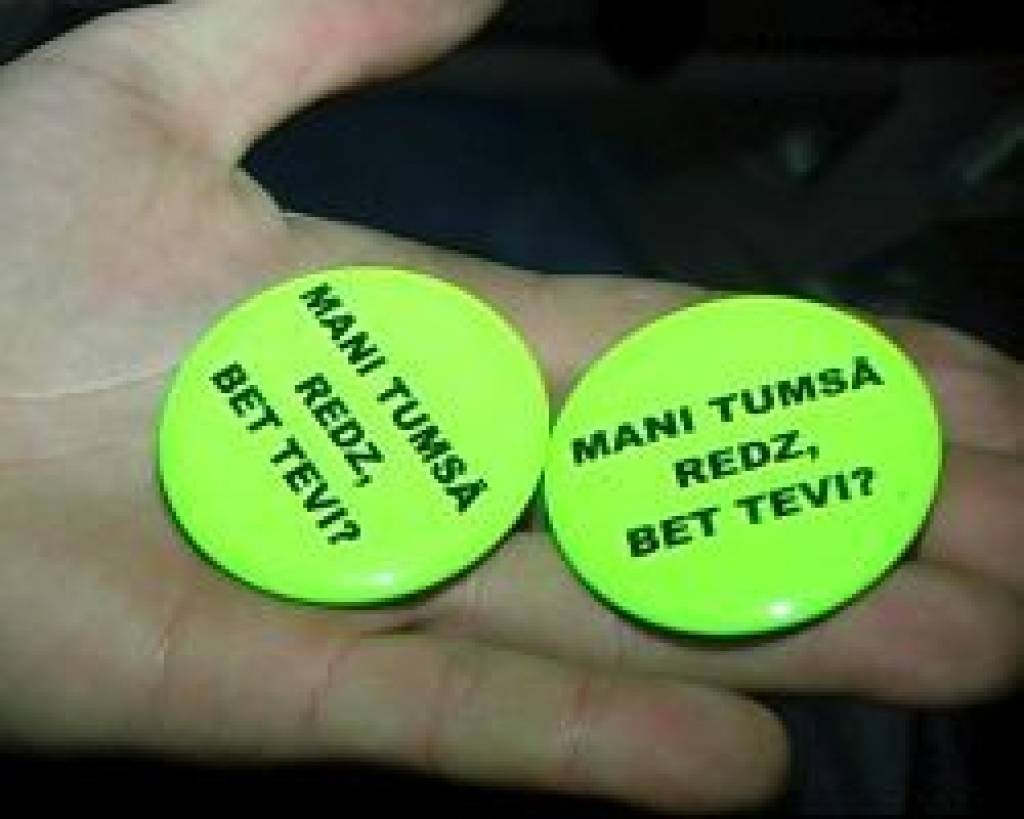 MANI TUMSĀ
REDZ,
BET TEVI?
MANI TUMSĀ
REDZ,
BET TEVI?